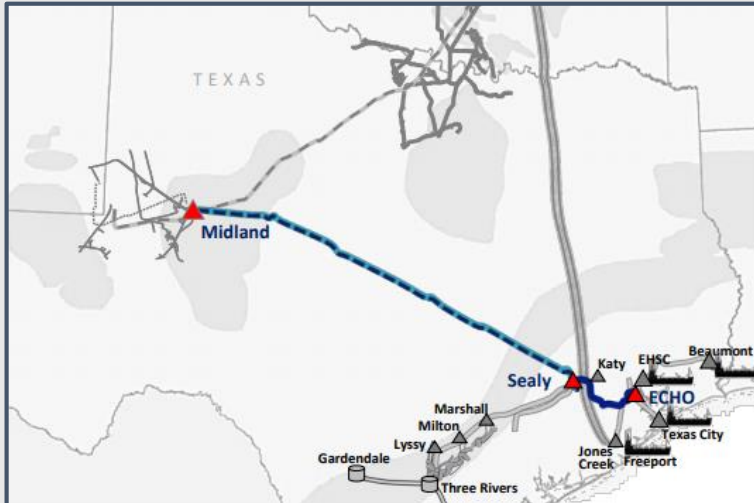 TEXAS
Midland
Sealy
Katy
EHSC
Beaumont
ECHO
Marshall
Milton
Lyssy
Texas City
Gardendale
Three Rivers
Jones
Creek
Freeport